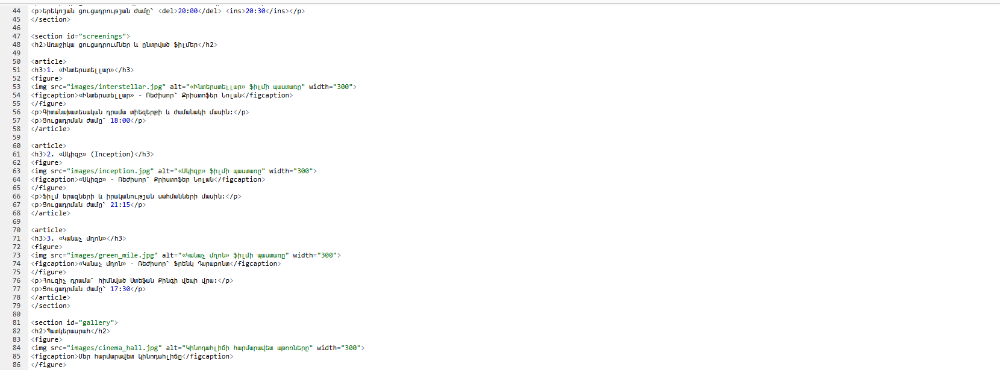 44 <p>Երեկոյան ցուցադրության ժամը՝ <del>20:00</del> <ins>20:30</ins></p>
45 </section>
46
47 <section id="screenings">
48 <h2>Առաջիկա ցուցադրումներ և ընտրված ֆիլմեր</h2>
49
50 <article>
51 <h3>1. «Ինտերստելլար»</h3>
52 <figure>
53 <img src="images/interstellar.jpg" alt="«Ինտերստելլար» ֆիլմի պաստառը" width="300">
54 <figcaption>«Ինտերստելլար» - Ռեժիսոր՝ Քրիստոֆեր Նոլան</figcaption>
55 </figure>
56 <p>Գիտանախատեսական դրամա տիեզերքի և ժամանակի մասին:</p>
57 <p>Ցուցադրման ժամը՝ 18:00</p>
58 </article>
59
60 <article>
61 <h3>2. «Սկիզբ» (Inception)</h3>
62 <figure>
63 <img src="images/inception.jpg" alt="«Սկիզբ» ֆիլմի պաստառը" width="300">
64 <figcaption>«Սկիզբ» - Ռեժիսոր՝ Քրիստոֆեր Նոլան</figcaption>
65 </figure>
66 <p>Ֆիլմ երազների և իրականության սահմանների մասին:</p>
67 <p>Ցուցադրման ժամը՝ 21:15</p>
68 </article>
69
70 <article>
71 <h3>3. «Կանաչ մղոն»</h3>
72 <figure>
73 <img src="images/green_mile.jpg" alt="«Կանաչ մղոն» ֆիլմի պաստառը" width="300">
74 <figcaption>«Կանաչ մղոն» - Ռեժիսոր՝ Ֆրենկ Դարաբոնտ</figcaption>
75 </figure>
76 <p>Հուզիչ դրամա՝ հիմնված Ստեֆան Քինգի վեպի վրա:</p>
77 <p>Ցուցադրման ժամը՝ 17:30</p>
78 </article>
79 </section>
80
81 <section id="gallery">
82 <h2>Պատկերասրահ</h2>
83 <figure>
84 <img src="images/cinema_hall.jpg" alt="Կինոդահլիճի հարմարավետ աթոռները" width="300">
85 <figcaption>Մեր հարմարավետ կինոդահլիճը</figcaption>
86 </figure>